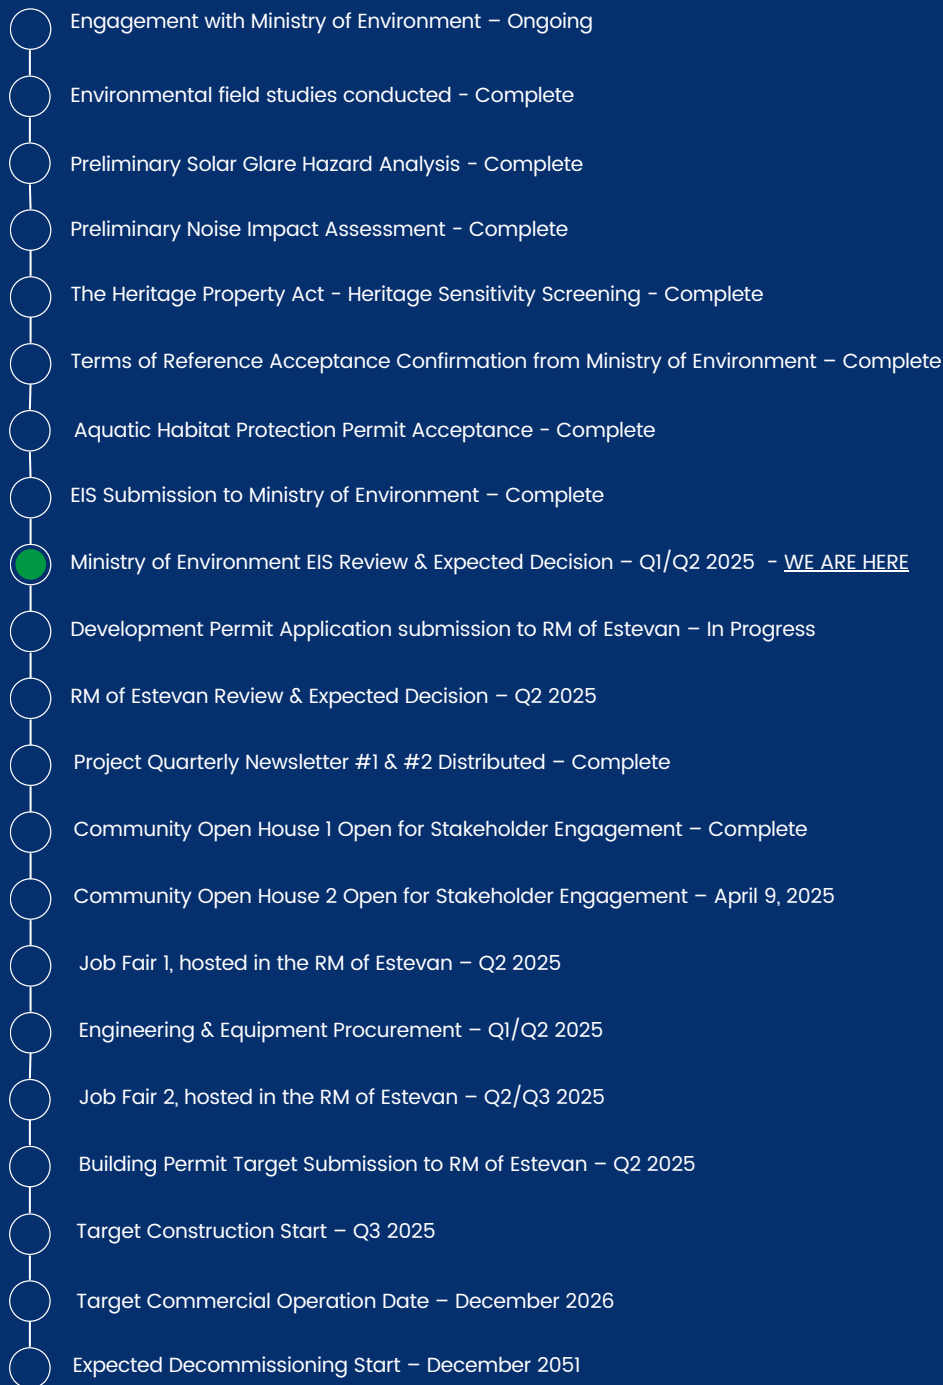 Engagement with Ministry of Environment – Ongoing
Environmental field studies conducted - Complete
Preliminary Solar Glare Hazard Analysis - Complete
Preliminary Noise Impact Assessment - Complete
The Heritage Property Act - Heritage Sensitivity Screening - Complete
Terms of Reference Acceptance Confirmation from Ministry of Environment – Complete
Aquatic Habitat Protection Permit Acceptance - Complete
EIS Submission to Ministry of Environment – Complete
Ministry of Environment EIS Review & Expected Decision – Q1/Q2 2025 - WE ARE HERE
Development Permit Application submission to RM of Estevan – In Progress
RM of Estevan Review & Expected Decision – Q2 2025
Project Quarterly Newsletter #1 & #2 Distributed – Complete
Community Open House 1 Open for Stakeholder Engagement – Complete
Community Open House 2 Open for Stakeholder Engagement – April 9, 2025
Job Fair 1, hosted in the RM of Estevan – Q2 2025
Engineering & Equipment Procurement – Q1/Q2 2025
Job Fair 2, hosted in the RM of Estevan – Q2/Q3 2025
Building Permit Target Submission to RM of Estevan – Q2 2025
Target Construction Start – Q3 2025
Target Commercial Operation Date – December 2026
Expected Decommissioning Start – December 2051